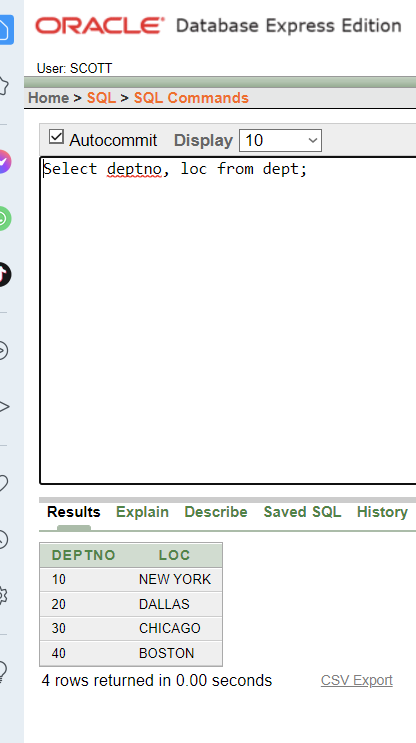 ORACLE® Database Express Edition
User: SCOTT
Home > SQL > SQL Commands
Autocommit Display 10
Select deptno, loc from dept;
Results Explain Describe Saved SQL History
DEPTNO LOC
10 NEW YORK
20 DALLAS
30 CHICAGO
40 BOSTON
4 rows returned in 0.00 seconds CSV Export